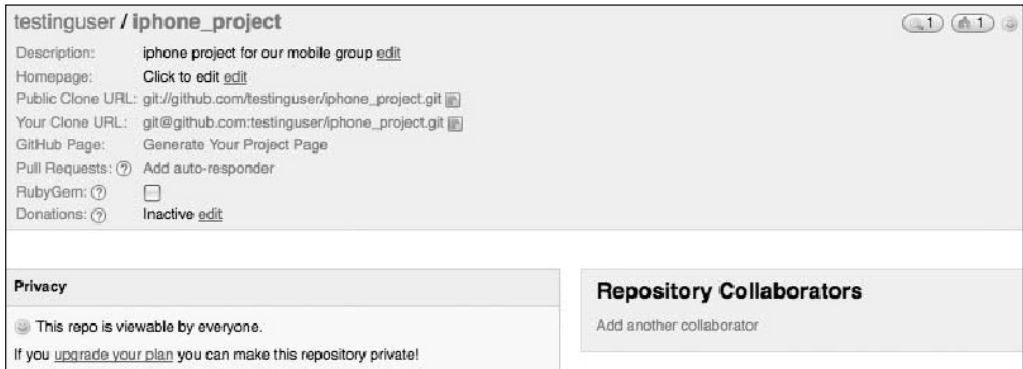 testinguser / iphone_project
1 1
Description: iphone project for our mobile group edit
Homepage: Click to edit edit
Public Clone URL: git://github.com/testinguser/iphone_project.git
Your Clone URL: git@github.com:testinguser/iphone_project.git
GitHub Page: Generate Your Project Page
Pull Requests: (?) Add auto-responder
RubyGem: (?)
Donations: (?) Inactive edit
Privacy
This repo is viewable by everyone.
If you upgrade your plan you can make this repository private!
Repository Collaborators
Add another collaborator